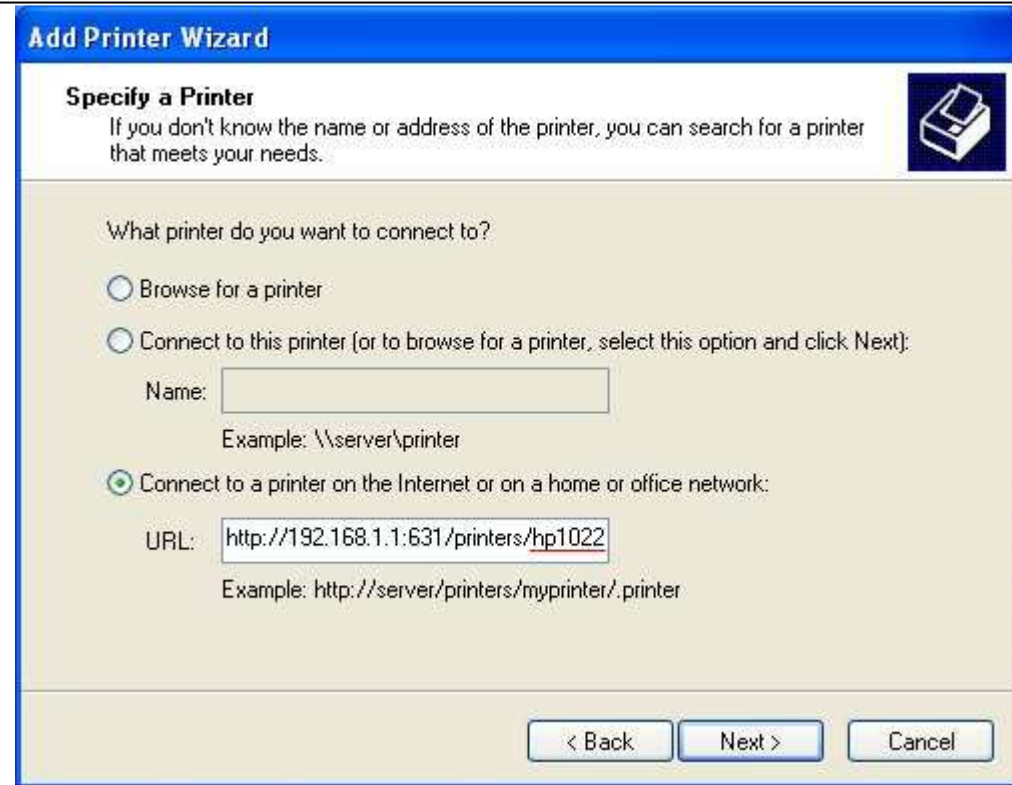 Add Printer Wizard
Specify a Printer
If you don't know the name or address of the printer, you can search for a printer
that meets your needs.
What printer do you want to connect to?
Browse for a printer
Connect to this printer (or to browse for a printer, select this option and click Next):
Name:
Example: \\server\printer
Connect to a printer on the Internet or on a home or office network:
URL: http://192.168.1.1:631/printers/hp1022
Example: http://server/printers/myprinter/.printer
< Back Next > Cancel